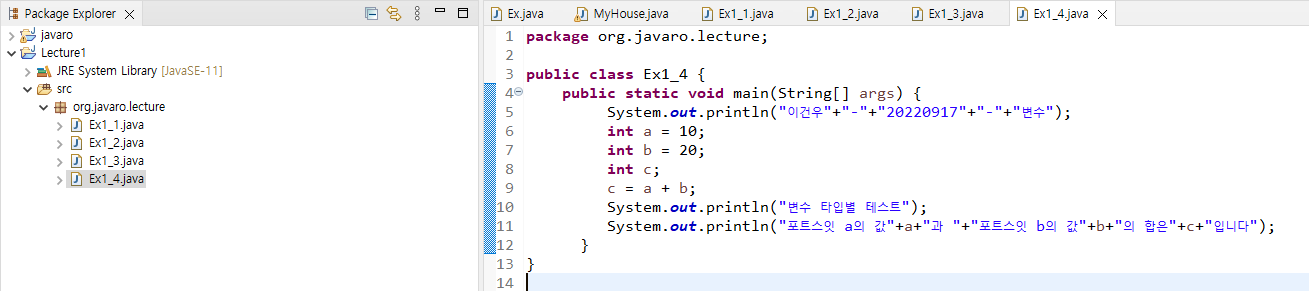 Package Explorer
javaro
Lecture1
JRE System Library [JavaSE-11]
src
org.javaro.lecture
Ex1_1.java
Ex1_2.java
Ex1_3.java
Ex1_4.java
Ex.java MyHouse.java Ex1_1.java Ex1_2.java Ex1_3.java Ex1_4.java
1 package org.javaro.lecture;
2
3 public class Ex1_4 {
4 public static void main(String[] args) {
5 System.out.println("이건우"+"-"+"20220917"+"-"+"변수");
6 int a = 10;
7 int b = 20;
8 int c;
9 c = a + b;
10 System.out.println("변수 타입별 테스트");
11 System.out.println("포트스잇 a의 값"+a+"과 "+"포트스잇 b의 값"+b+"의 합은"+c+"입니다");
12 }
13 }
14